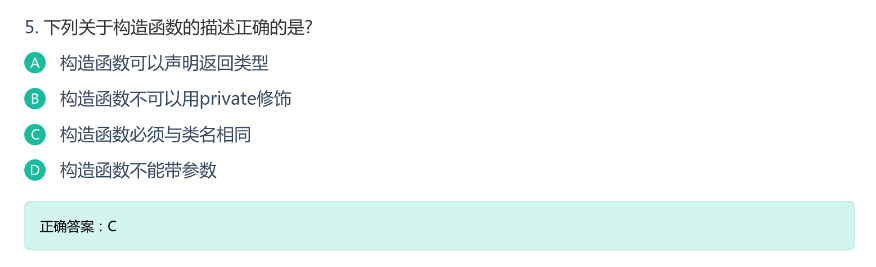 5. 下列关于构造函数的描述正确的是?
A 构造函数可以声明返回类型
B 构造函数不可以用private修饰
C 构造函数必须与类名相同
D 构造函数不能带参数
正确答案：C